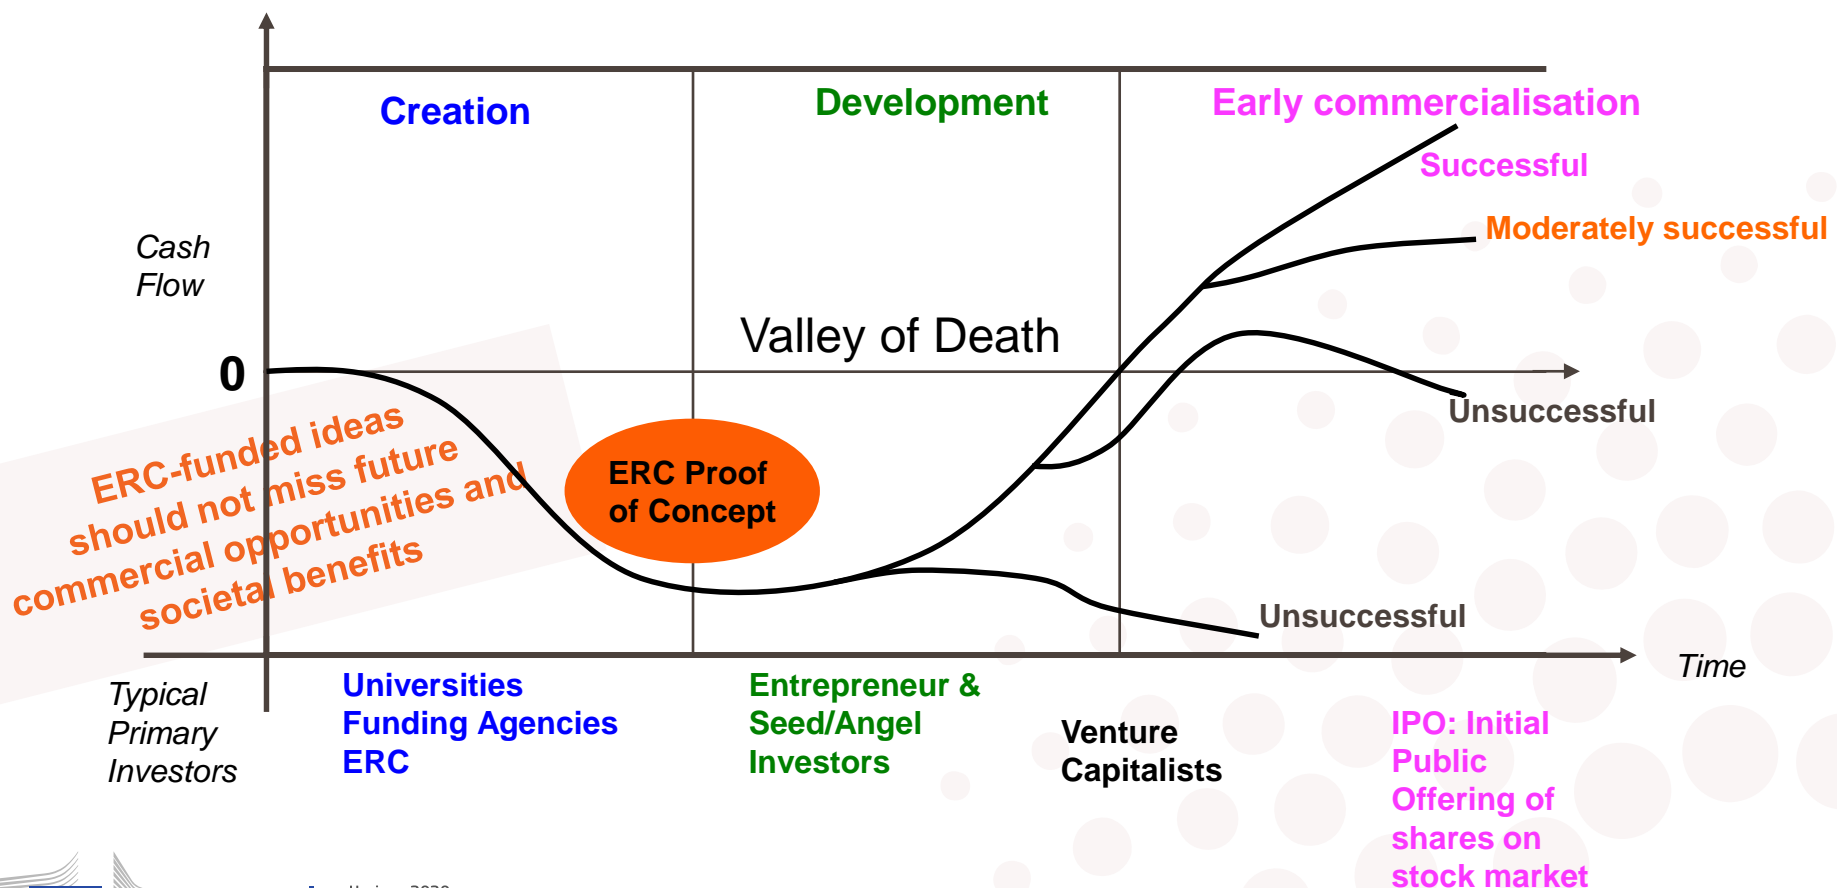 Creation
Development
Early commercialisation
Successful
Moderately successful
Cash
Flow
Valley of Death
0
Unsuccessful
ERC-funded ideas
should not miss future
commercial opportunities and
societal benefits
ERC Proof
of Concept
Unsuccessful
Time
Typical
Primary
Investors
Universities
Funding Agencies
ERC
Entrepreneur &
Seed/Angel
Investors
Venture
Capitalists
IPO: Initial
Public
Offering of
shares on
stock market